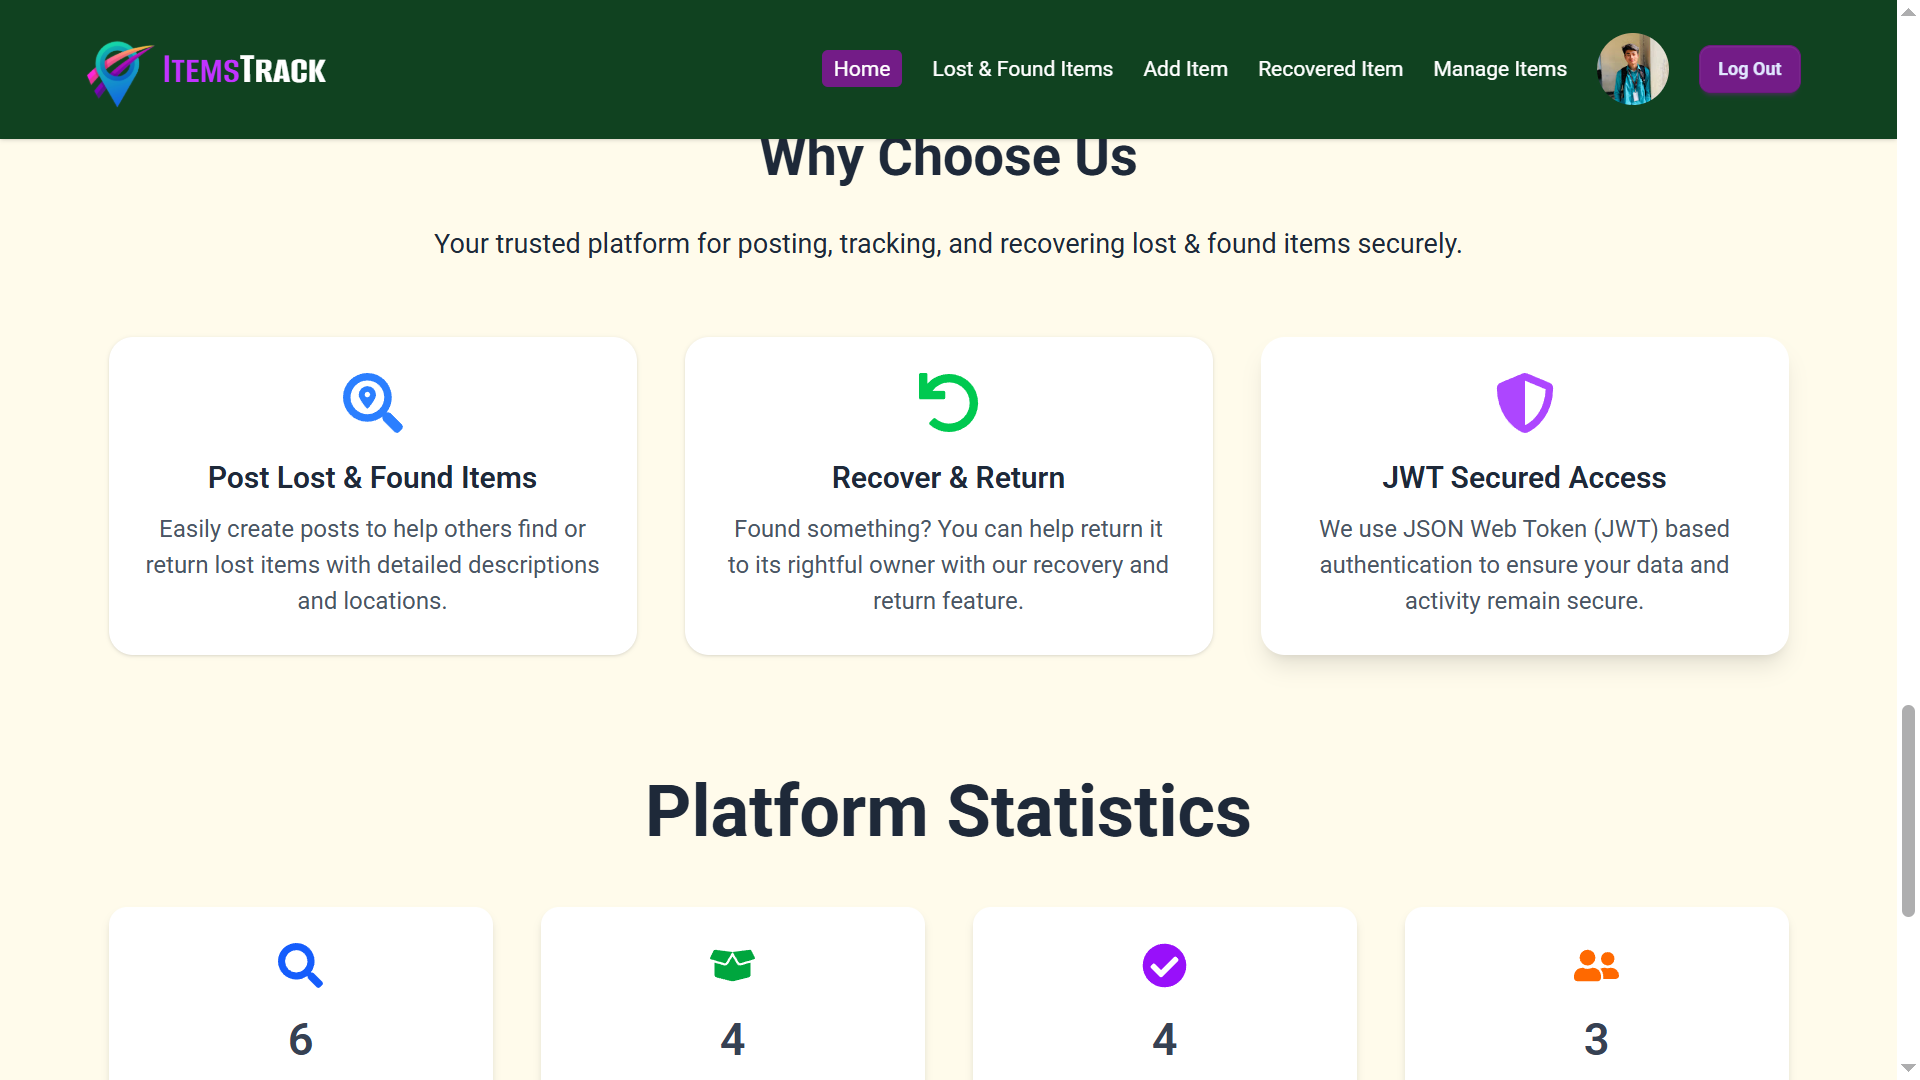 ITEMSTRACK
Home Lost & Found Items Add Item Recovered Item Manage Items Log Out
Why Choose Us
Your trusted platform for posting, tracking, and recovering lost & found items securely.
Post Lost & Found Items
Easily create posts to help others find or
return lost items with detailed descriptions
and locations.
Recover & Return
Found something? You can help return it
to its rightful owner with our recovery and
return feature.
JWT Secured Access
We use JSON Web Token (JWT) based
authentication to ensure your data and
activity remain secure.
Platform Statistics
6
4
4
3